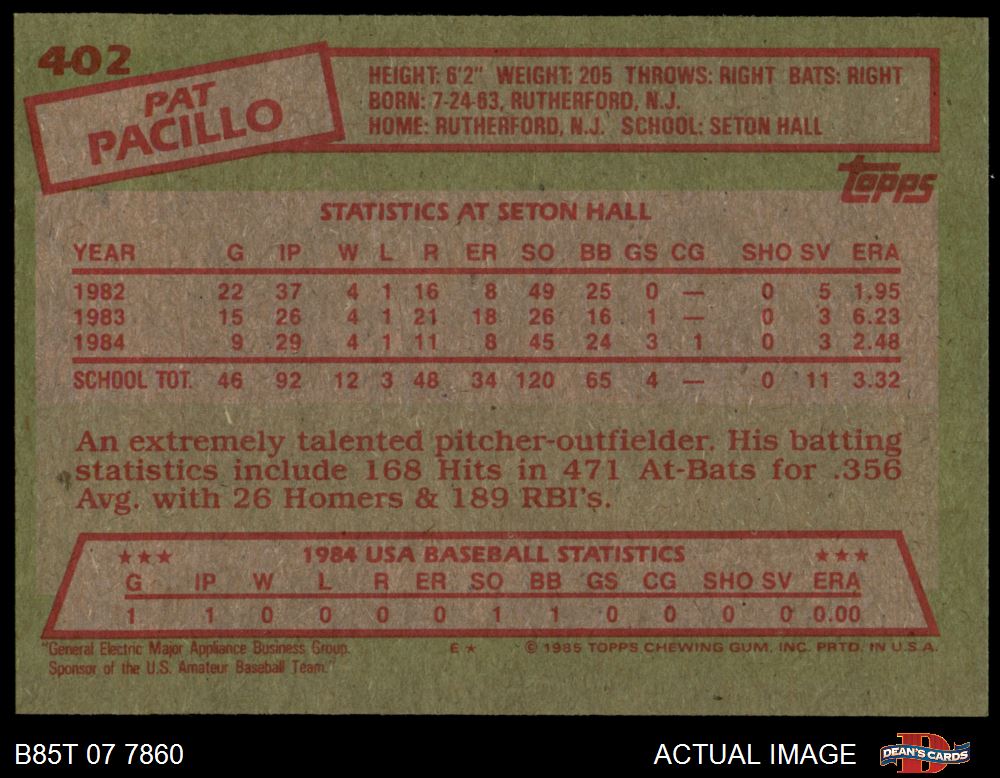 402
PAT
PACILLO
HEIGHT: 6'2" WEIGHT: 205 THROWS: RIGHT BATS: RIGHT
BORN: 7-24-63, RUTHERFORD, N.J.
HOME: RUTHERFORD, N.J. SCHOOL: SETON HALL
topps
STATISTICS AT SETON HALL
YEAR G IP W L R ER SO BB GS CG SHO SV ERA
1982 22 37 4 1 16 8 49 25 0 — 0 5 1.95
1983 15 26 4 1 21 18 26 16 1 — 0 3 6.23
1984 9 29 4 1 11 8 45 24 3 1 0 3 2.48
SCHOOL TOT. 46 92 12 3 48 34 120 65 4 — 0 11 3.32
An extremely talented pitcher-outfielder. His batting
statistics include 168 Hits in 471 At-Bats for .356
Avg. with 26 Homers & 189 RBI's.
★★★ 1984 USA BASEBALL STATISTICS ★★★
G IP W L R ER SO BB GS CG SHO SV ERA
1 1 0 0 0 0 1 1 0 0 0 0 0.00
"General Electric Major Appliance Business Group. E ★ © 1985 TOPPS CHEWING GUM, INC. PRTD. IN U.S.A.
Sponsor of the U.S. Amateur Baseball Team."
B85T 07 7860 ACTUAL IMAGE DEAN'S CARDS